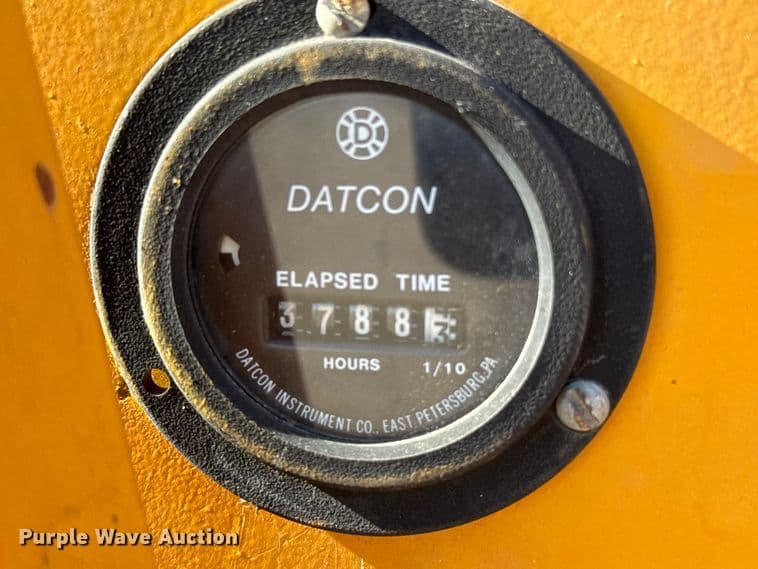 D
DATCON
ELAPSED TIME
3788
HOURS 1/10
DATCON INSTRUMENT CO., EAST PETERSBURG, PA
Purple Wave Auction